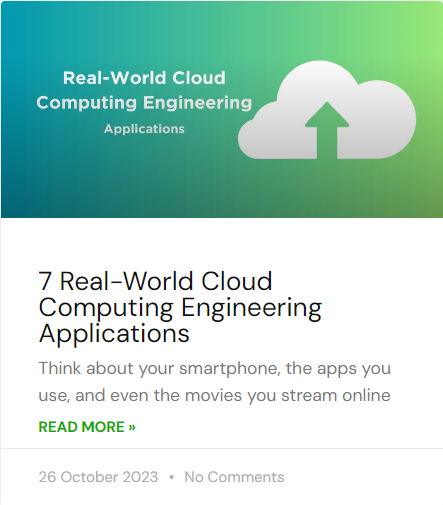 Real-World Cloud
Computing Engineering
Applications
7 Real-World Cloud
Computing Engineering
Applications
Think about your smartphone, the apps you
use, and even the movies you stream online
READ MORE »
26 October 2023 • No Comments